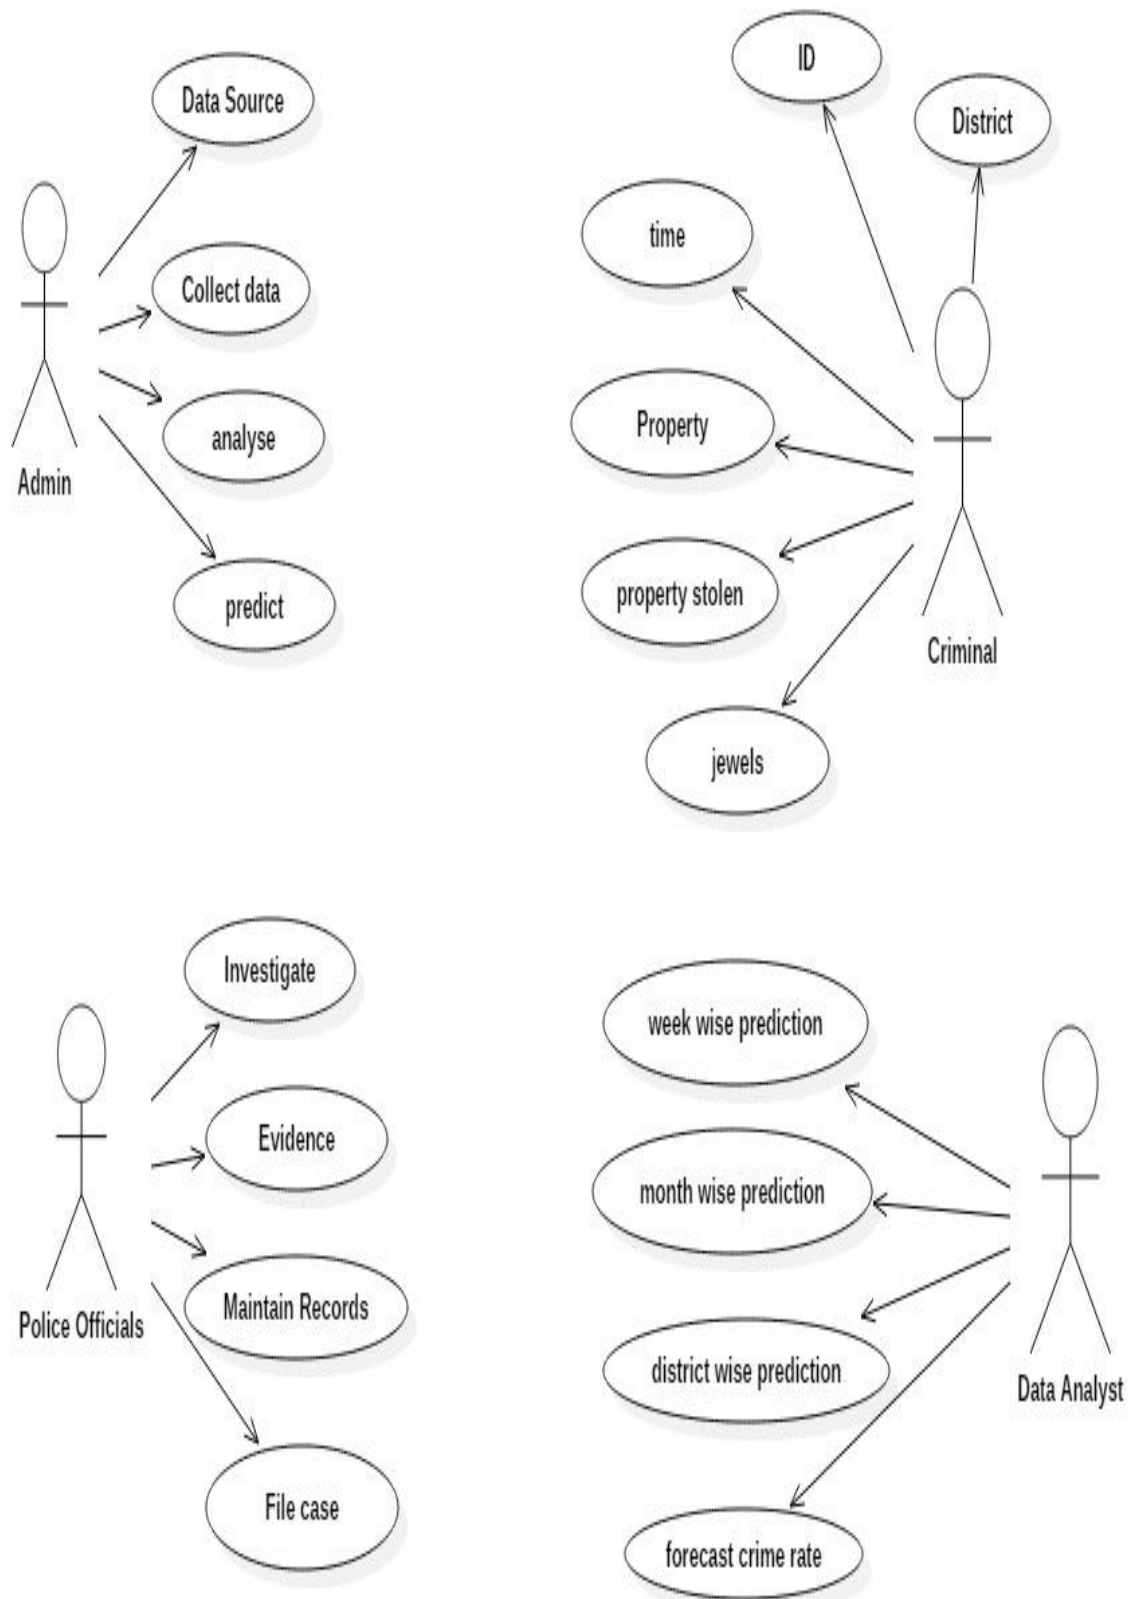 Data Source
Collect data
analyse
predict
Admin
ID
District
time
Property
property stolen
jewels
Criminal
Investigate
Evidence
Maintain Records
File case
Police Officials
week wise prediction
month wise prediction
district wise prediction
forecast crime rate
Data Analyst